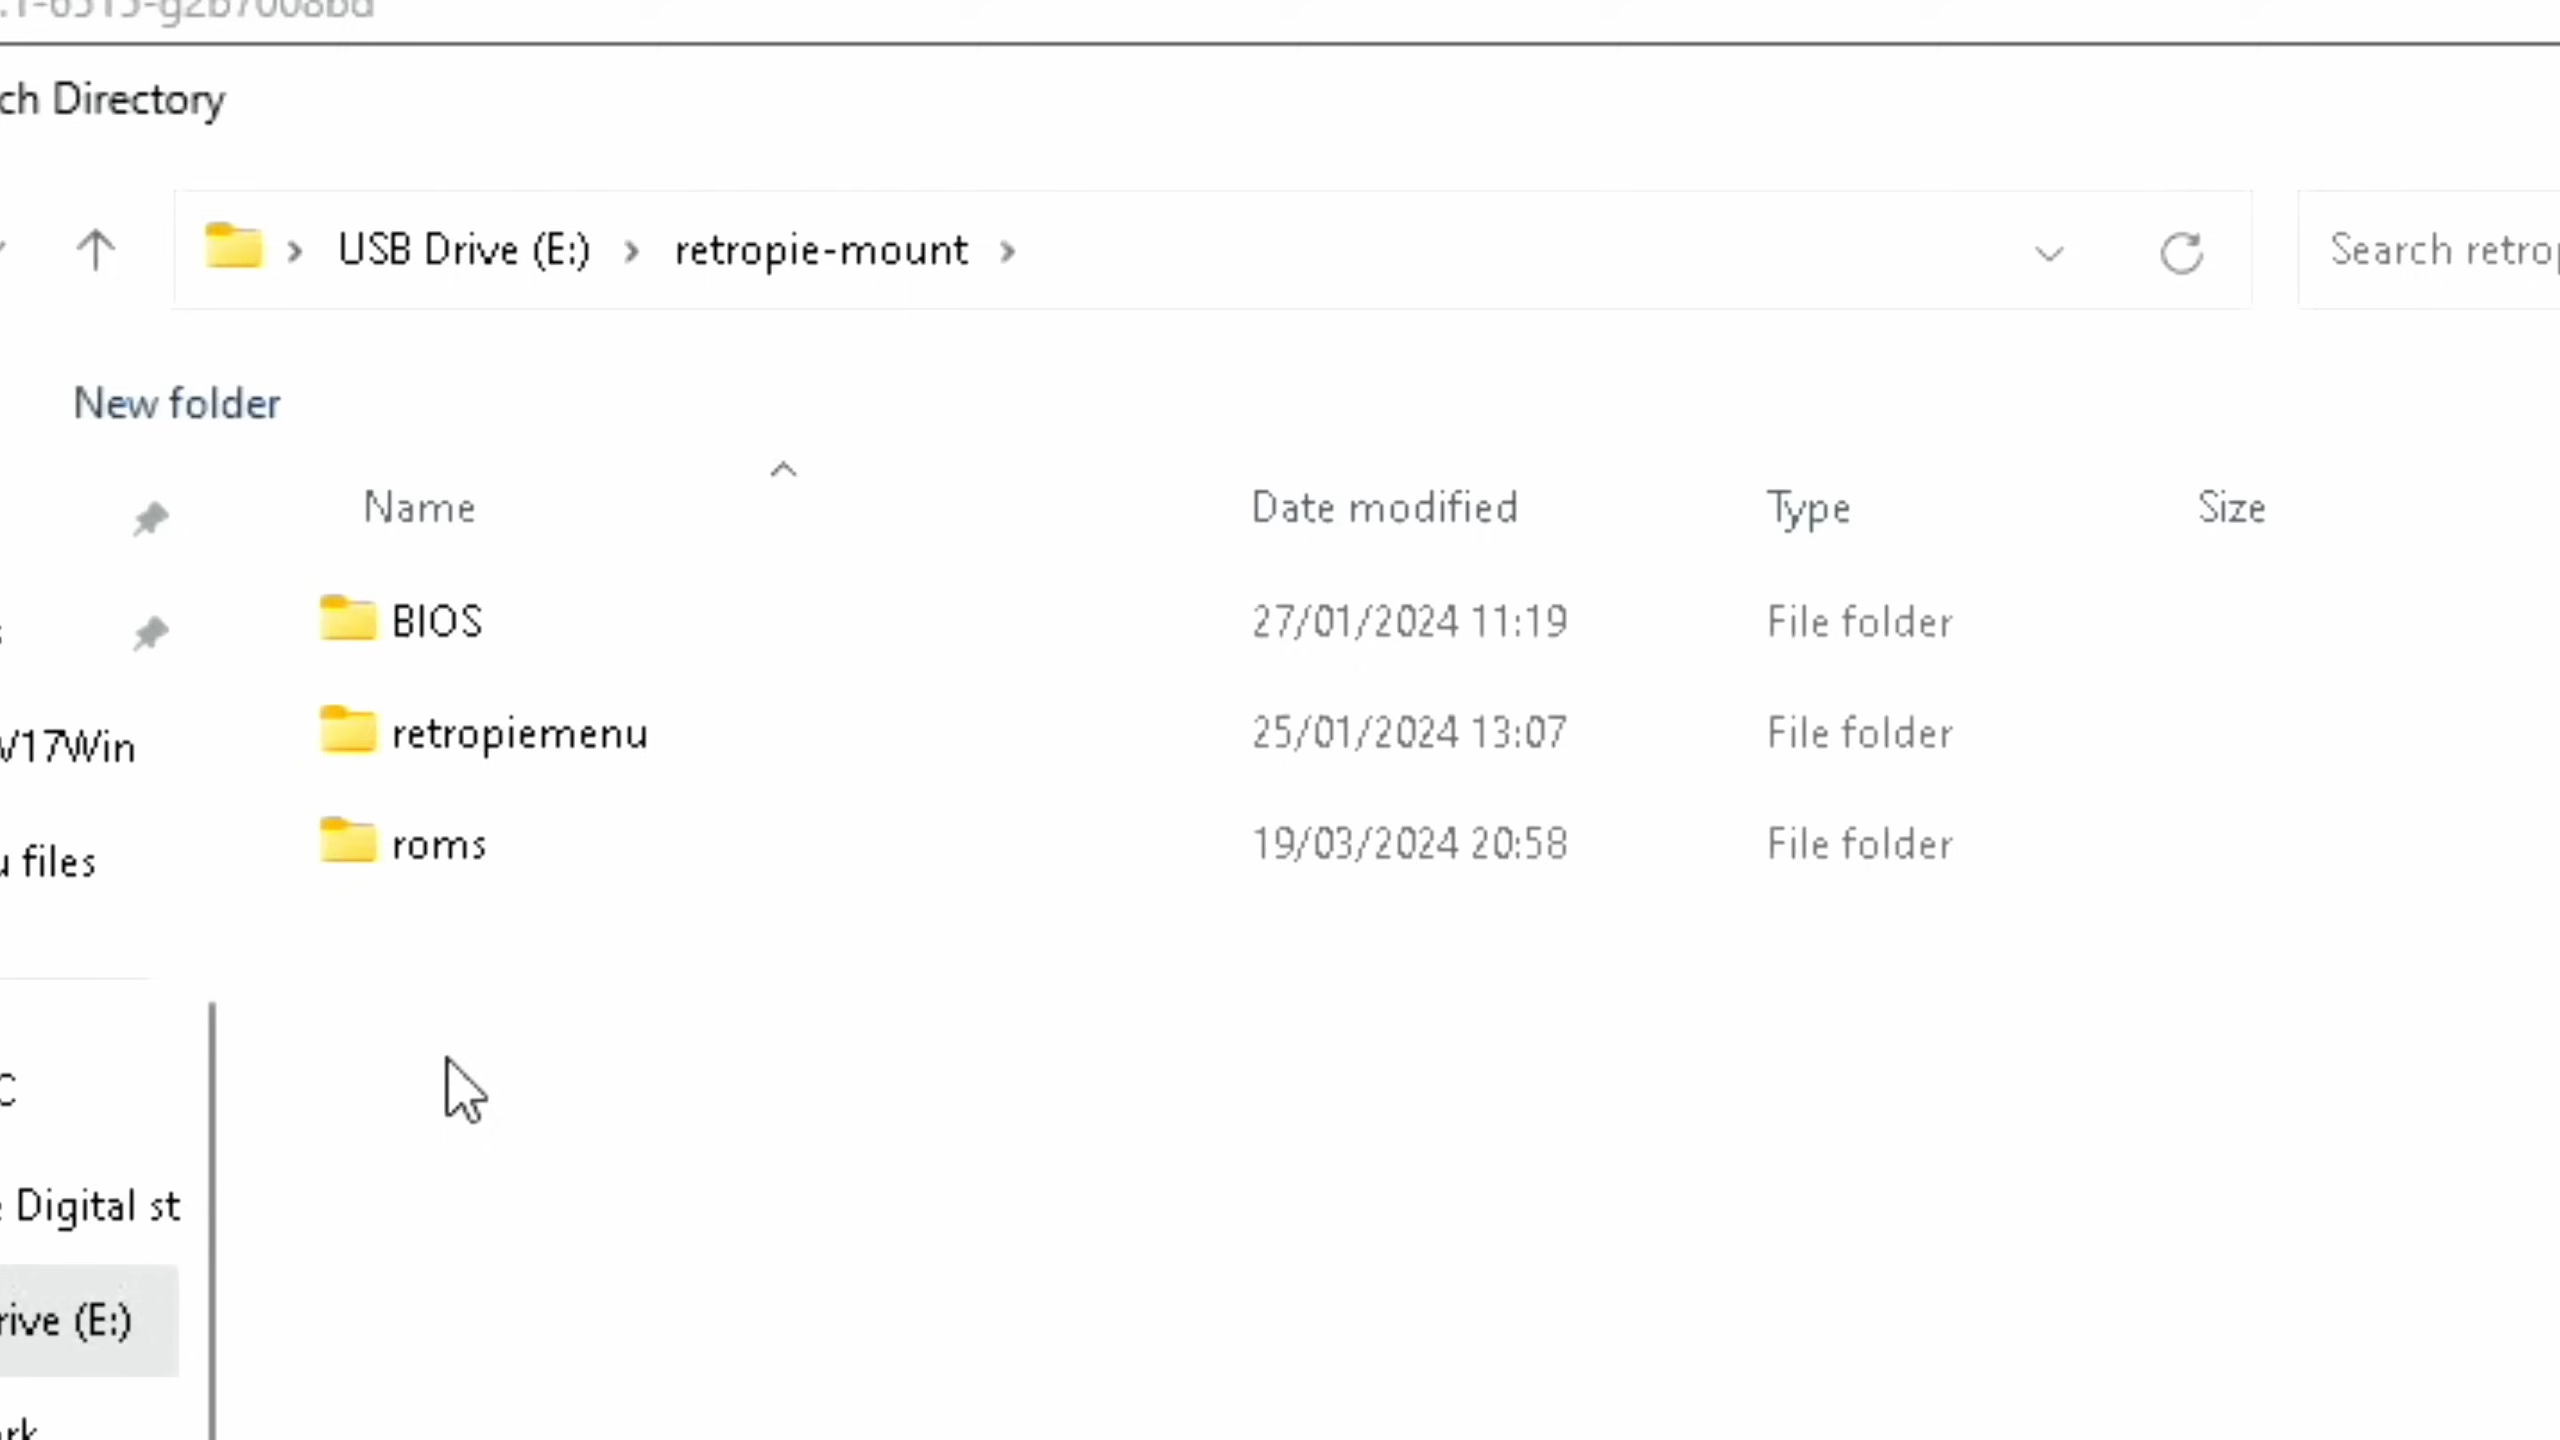 ch Directory
USB Drive (E:) > retropie-mount >
Search retrop
New folder
Name Date modified Type Size
BIOS 27/01/2024 11:19 File folder
retropiemenu 25/01/2024 13:07 File folder
V17Win
roms 19/03/2024 20:58 File folder
u files
C
e Digital st
rive (E:)
rk